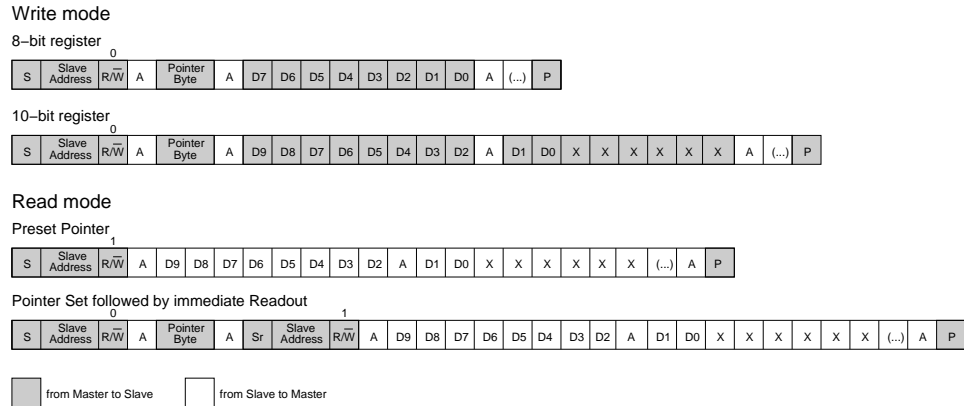 Write mode
8–bit register
0
S Slave Address R/W̅ A Pointer Byte A D7 D6 D5 D4 D3 D2 D1 D0 A (...) P
10–bit register
0
S Slave Address R/W̅ A Pointer Byte A D9 D8 D7 D6 D5 D4 D3 D2 A D1 D0 X X X X X X A (...) P
Read mode
Preset Pointer
1
S Slave Address R/W̅ A D9 D8 D7 D6 D5 D4 D3 D2 A D1 D0 X X X X X X (...) A P
Pointer Set followed by immediate Readout
0 1
S Slave Address R/W̅ A Pointer Byte A Sr Slave Address R/W̅ A D9 D8 D7 D6 D5 D4 D3 D2 A D1 D0 X X X X X X (...) A P
from Master to Slave from Slave to Master